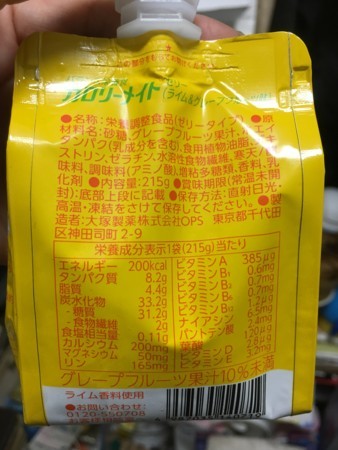 カロリーメイト
ゼリー
(ライム&グレープフルーツ
●名称:栄養調整食品(ゼリータイプ)●原
材料名:砂糖、グレープフルーツ果汁、ホエイ
タンパク(乳成分を含む)、食用植物油脂、デキ
ストリン、ゼラチン、水溶性食物繊維、寒天/酸
味料、調味料(アミノ酸)、増粘多糖類、香料、乳
化剤 ●内容量:215g ●賞味期限(常温未開
封):底部上段に記載 ●保存方法:直射日光・
高温・凍結をさけて保存してください。●製
造者:大塚製薬株式会社OPS 東京都千代田
区神田司町2-9
栄養成分表示1袋(215g)当たり
エネルギー 200kcal
タンパク質 8.2g
脂質 4.4g
炭水化物 33.2g
-糖質 31.2g
-食物繊維 2g
食塩相当量 0.11g
カルシウム 200mg
マグネシウム 50mg
リン 165mg
ビタミンA 385μg
ビタミンB₁ 0.6mg
ビタミンB₂ 0.7mg
ビタミンB₆
ビタミンB₁₂
ナイアシン
パントテン酸
葉酸 120μg
ビタミンD 2.8μg
ビタミンE 3.2mg
グレープフルーツ果汁10%未満
ライム香料使用
●お問い合わせ:
0120-550708